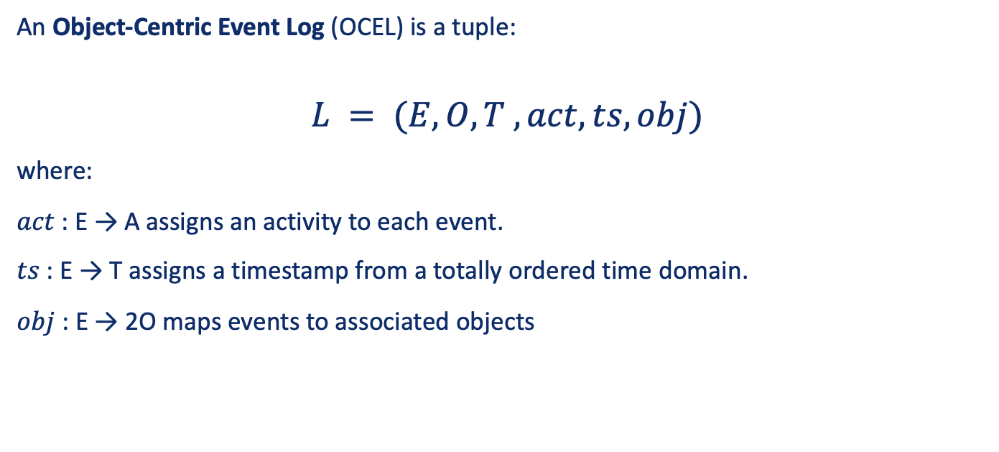 An Object-Centric Event Log (OCEL) is a tuple:
L = (E, O, T , act, ts, obj)
where:
act : E → A assigns an activity to each event.
ts : E → T assigns a timestamp from a totally ordered time domain.
obj : E → 2O maps events to associated objects